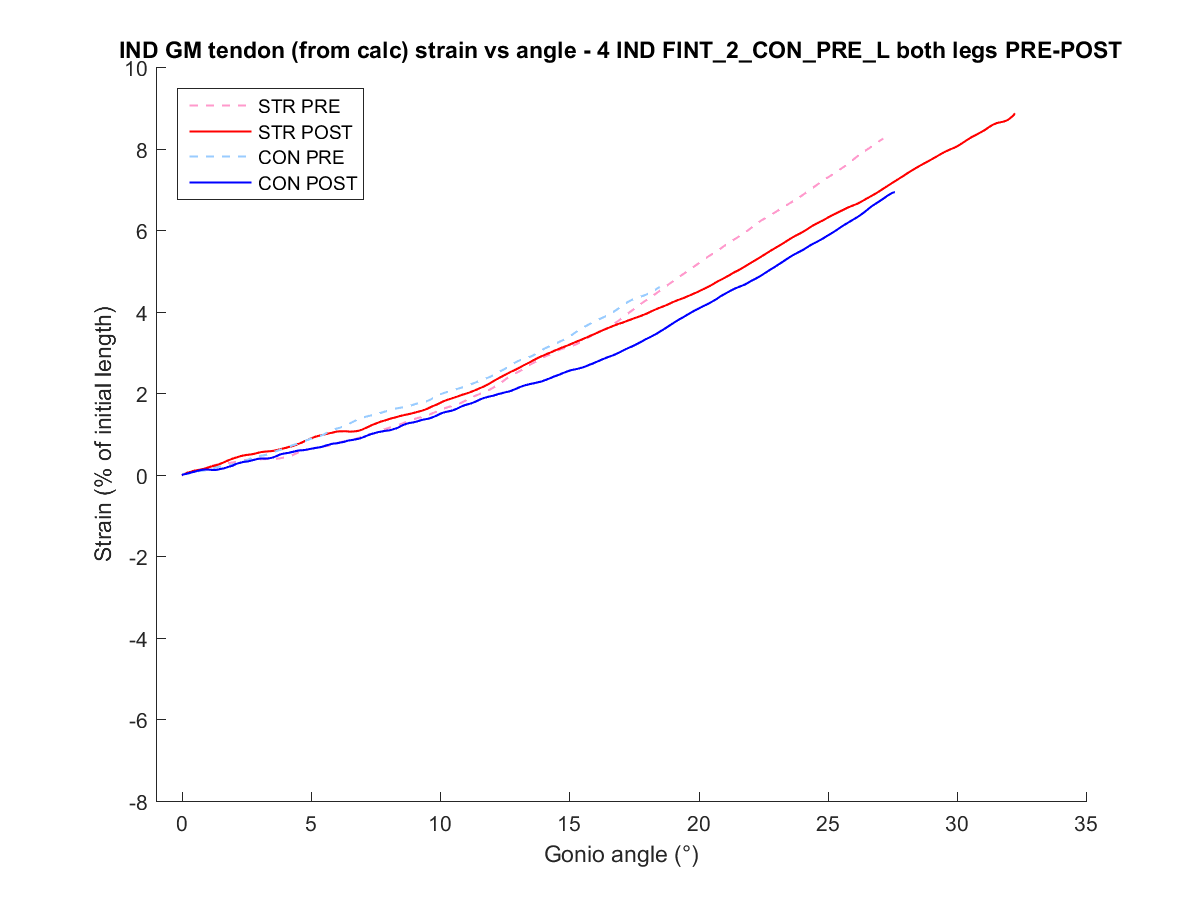 IND GM tendon (from calc) strain vs angle - 4 IND FINT_2_CON_PRE_L both legs PRE-POST
10
8
6
4
2
0
-2
-4
-6
-8
STR PRE
STR POST
CON PRE
CON POST
Strain (% of initial length)
0 5 10 15 20 25 30 35
Gonio angle (°)